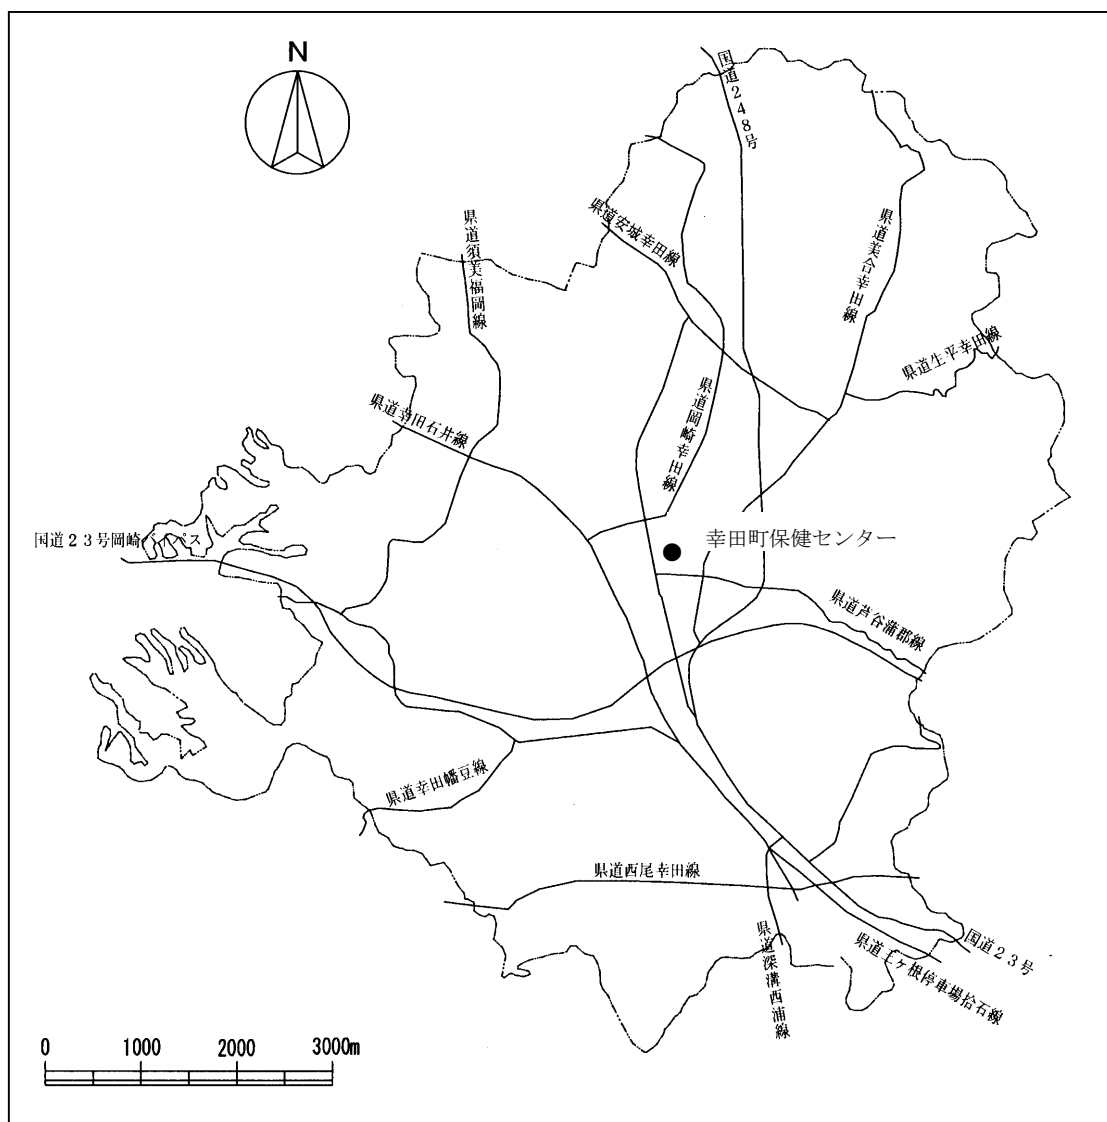 N
国道248号
県道安城幸田線
県道須美福岡線
県道美合幸田線
県道生平幸田線
県道岡崎幸田線
県道幸田石井線
国道23号岡崎バイパス
幸田町保健センター
県道芦谷蒲郡線
県道幸田幡豆線
県道西尾幸田線
国道23号
県道三ヶ根停車場拾石線
県道深溝西浦線
0 1000 2000 3000m